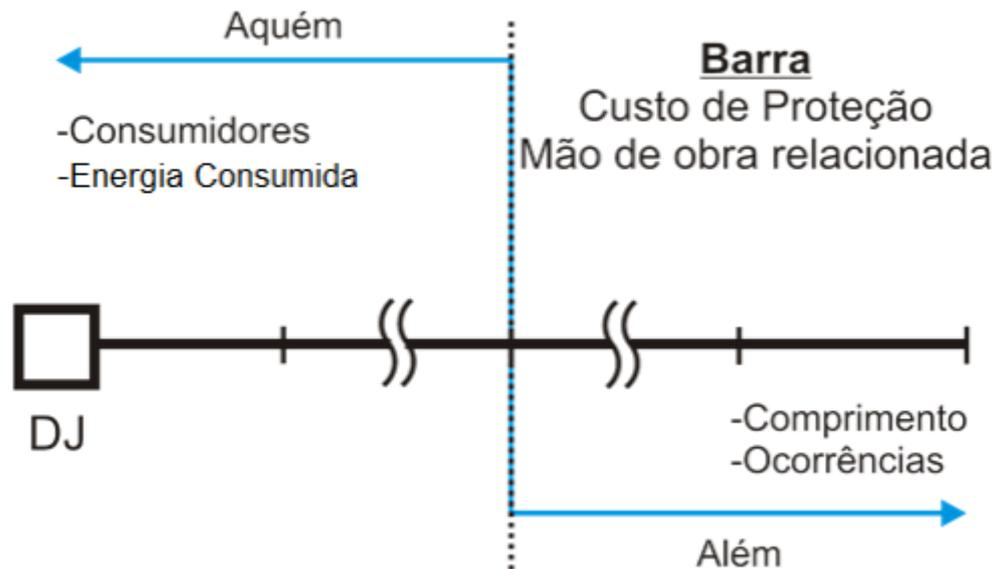 Aquém
-Consumidores
-Energia Consumida
Barra
Custo de Proteção
Mão de obra relacionada
DJ
-Comprimento
-Ocorrências
Além